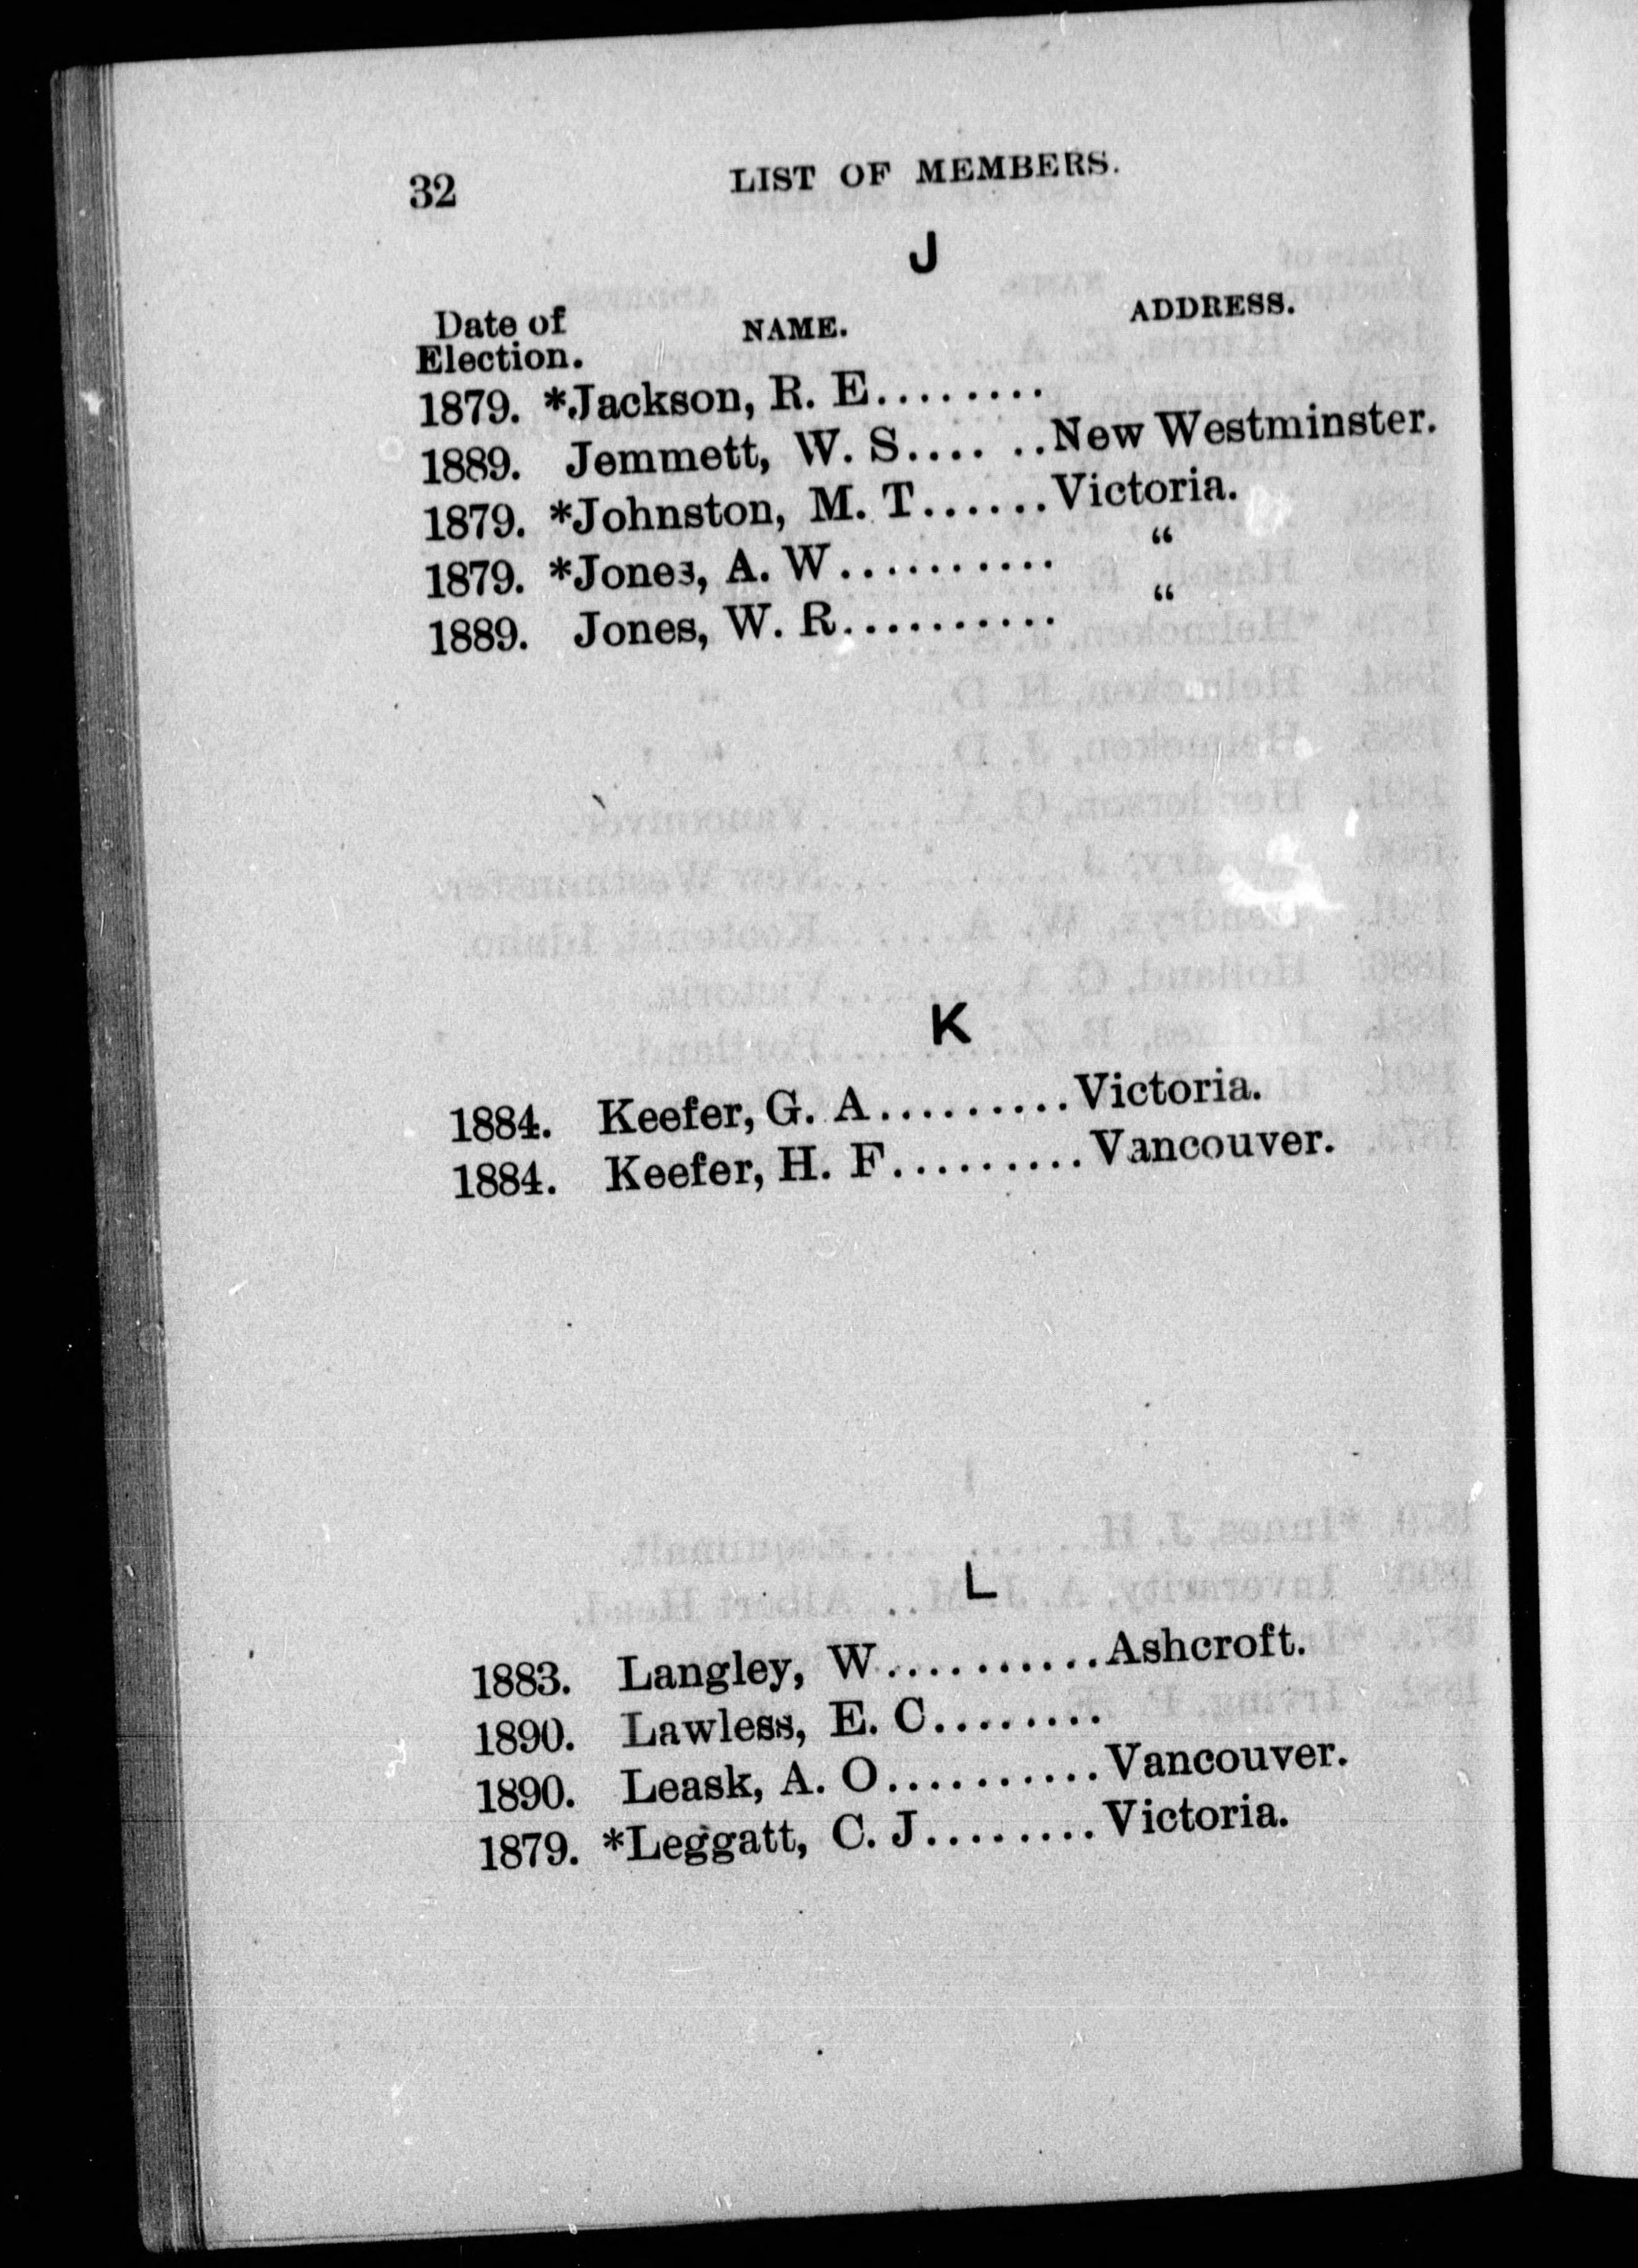 32 LIST OF MEMBERS.
J
Date of
Election. NAME. ADDRESS.
1879. *Jackson, R. E........
1889. Jemmett, W. S.... ..New Westminster.
1879. *Johnston, M. T......Victoria.
1879. *Jones, A. W.......... “
1889. Jones, W. R.......... “
K
1884. Keefer, G. A.........Victoria.
1884. Keefer, H. F.........Vancouver.
L
1883. Langley, W..........Ashcroft.
1890. Lawless, E. C........
1890. Leask, A. O..........Vancouver.
1879. *Leggatt, C. J........Victoria.